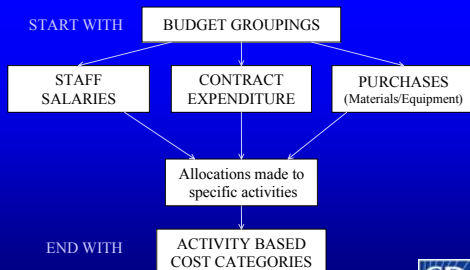 START WITH
BUDGET GROUPINGS
STAFF
SALARIES
CONTRACT
EXPENDITURE
PURCHASES
(Materials/Equipment)
Allocations made to
specific activities
END WITH
ACTIVITY BASED
COST CATEGORIES